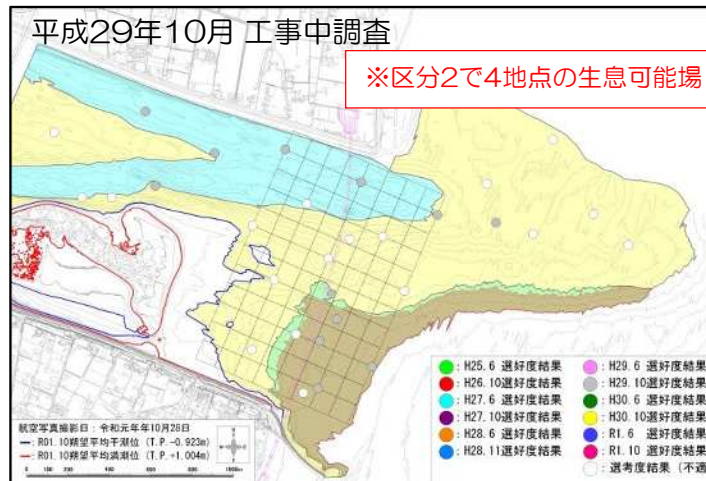 平成29年10月 工事中調査
※区分2で4地点の生息可能場
: H25.6 選好度結果
: H26.10選好度結果
: H27.6 選好度結果
: H27.10選好度結果
: H28.6 選好度結果
: H28.11選好度結果
: H29.6 選好度結果
: H29.10選好度結果
: H30.6 選好度結果
: H30.10選好度結果
: R1.6 選好度結果
: R1.10 選好度結果
: 選考度結果（不適
航空写真撮影日：令和元年年10月28日
: R01.10朔望平均干潮位（T.P.-0.923m）
: R01.10朔望平均満潮位（T.P.+1.004m）
0 100 200 400 600 800 1000m